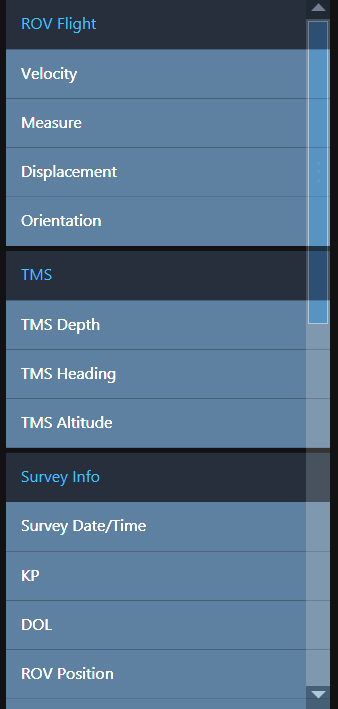 ROV Flight
Velocity
Measure
Displacement
Orientation
TMS
TMS Depth
TMS Heading
TMS Altitude
Survey Info
Survey Date/Time
KP
DOL
ROV Position